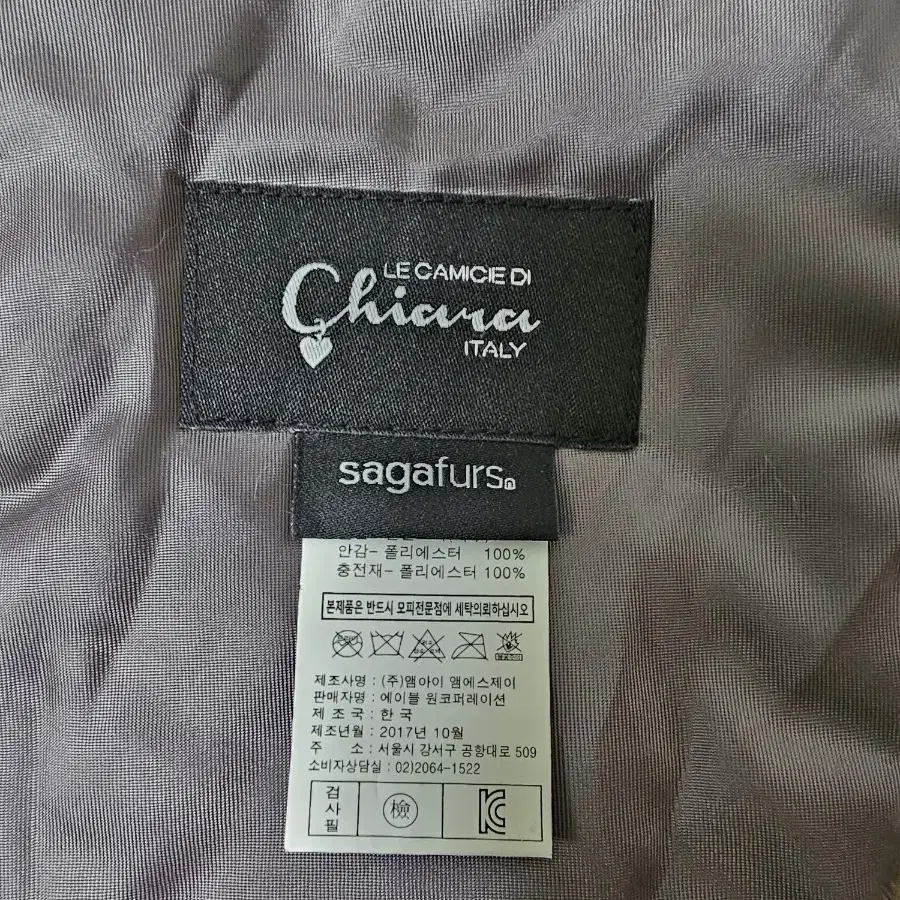 LE CAMICIE DI
Chiara
ITALY
sagafurs
안감- 폴리에스터 100%
충전재- 폴리에스터 100%
본제품은 반드시 모피전문점에 세탁의뢰하십시오
제조사명 : (주)앰아이 앰에스제이
판매자명 : 에이블 원코퍼레이션
제 조 국 : 한 국
제조년월 : 2017년 10월
주 소 : 서울시 강서구 공항대로 509
소비자상담실 : 02)2064-1522
검사필 檢 KC